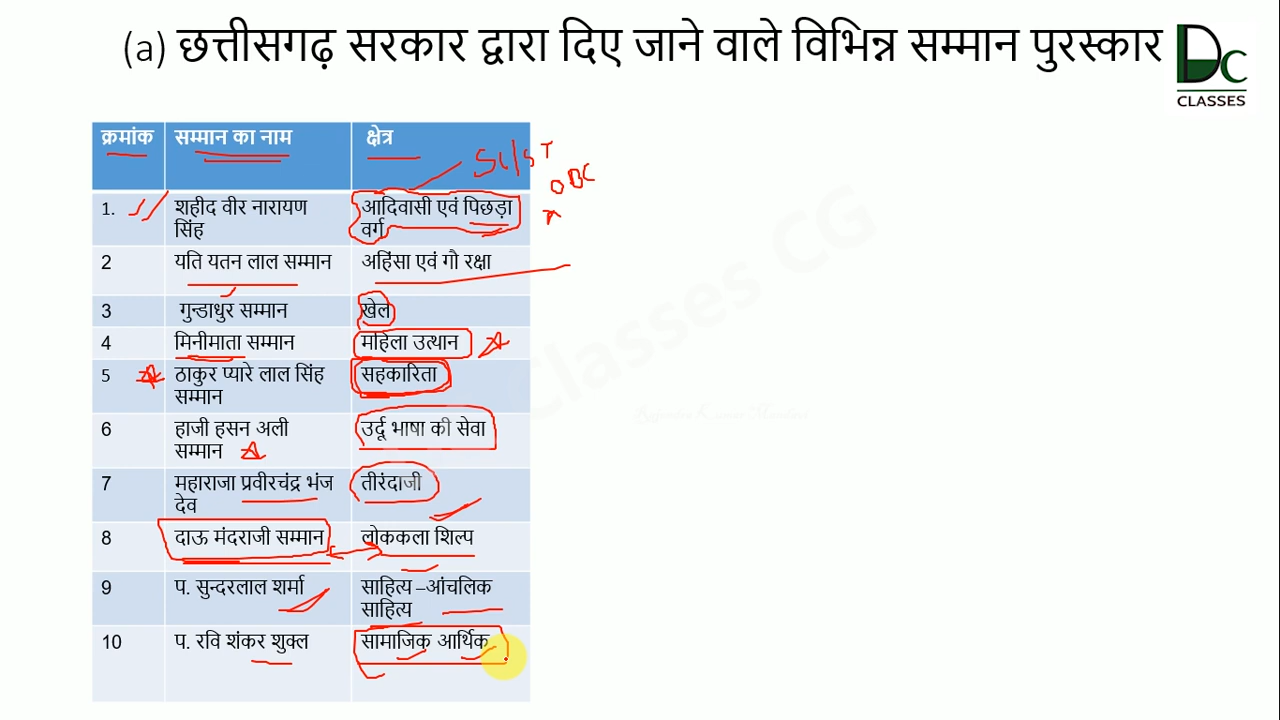 (a) छत्तीसगढ़ सरकार द्वारा दिए जाने वाले विभिन्न सम्मान पुरस्कार
DC
CLASSES
क्रमांक सम्मान का नाम क्षेत्र
SC/ST
OBC
1. शहीद वीर नारायण आदिवासी एवं पिछड़ा
सिंह वर्ग
2 यति यतन लाल सम्मान अहिंसा एवं गौ रक्षा
3 गुन्डाधुर सम्मान खेल
4 मिनीमाता सम्मान महिला उत्थान
5 ठाकुर प्यारे लाल सिंह सहकारिता
सम्मान
6 हाजी हसन अली उर्दू भाषा की सेवा
सम्मान
7 महाराजा प्रवीरचंद्र भंज तीरंदाजी
देव
8 दाऊ मंदराजी सम्मान लोककला शिल्प
9 प. सुन्दरलाल शर्मा साहित्य –आंचलिक
साहित्य
10 प. रवि शंकर शुक्ल सामाजिक आर्थिक
Classes CG